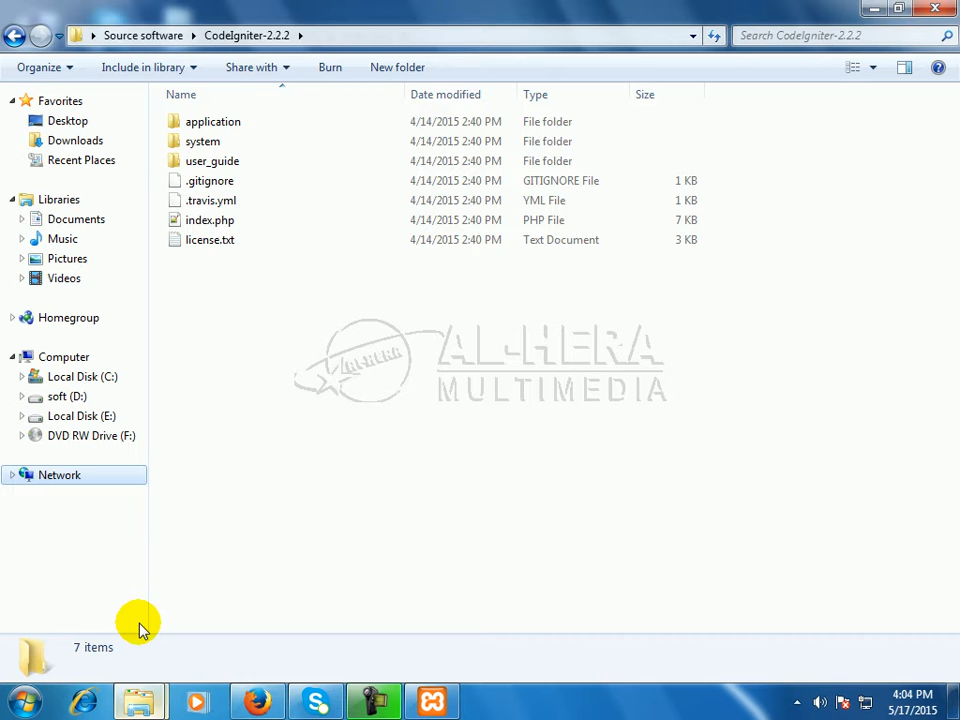 Source software CodeIgniter-2.2.2 Search CodeIgniter-2.2.2
Organize Include in library Share with Burn New folder
Name Date modified Type Size
Favorites
Desktop
Downloads
Recent Places
Libraries
Documents
Music
Pictures
Videos
Homegroup
Computer
Local Disk (C:)
soft (D:)
Local Disk (E:)
DVD RW Drive (F:)
Network
application 4/14/2015 2:40 PM File folder
system 4/14/2015 2:40 PM File folder
user_guide 4/14/2015 2:40 PM File folder
.gitignore 4/14/2015 2:40 PM GITIGNORE File 1 KB
.travis.yml 4/14/2015 2:40 PM YML File 1 KB
index.php 4/14/2015 2:40 PM PHP File 7 KB
license.txt 4/14/2015 2:40 PM Text Document 3 KB
AL-HERA
AL-HERA
MULTIMEDIA
7 items
4:04 PM
5/17/2015